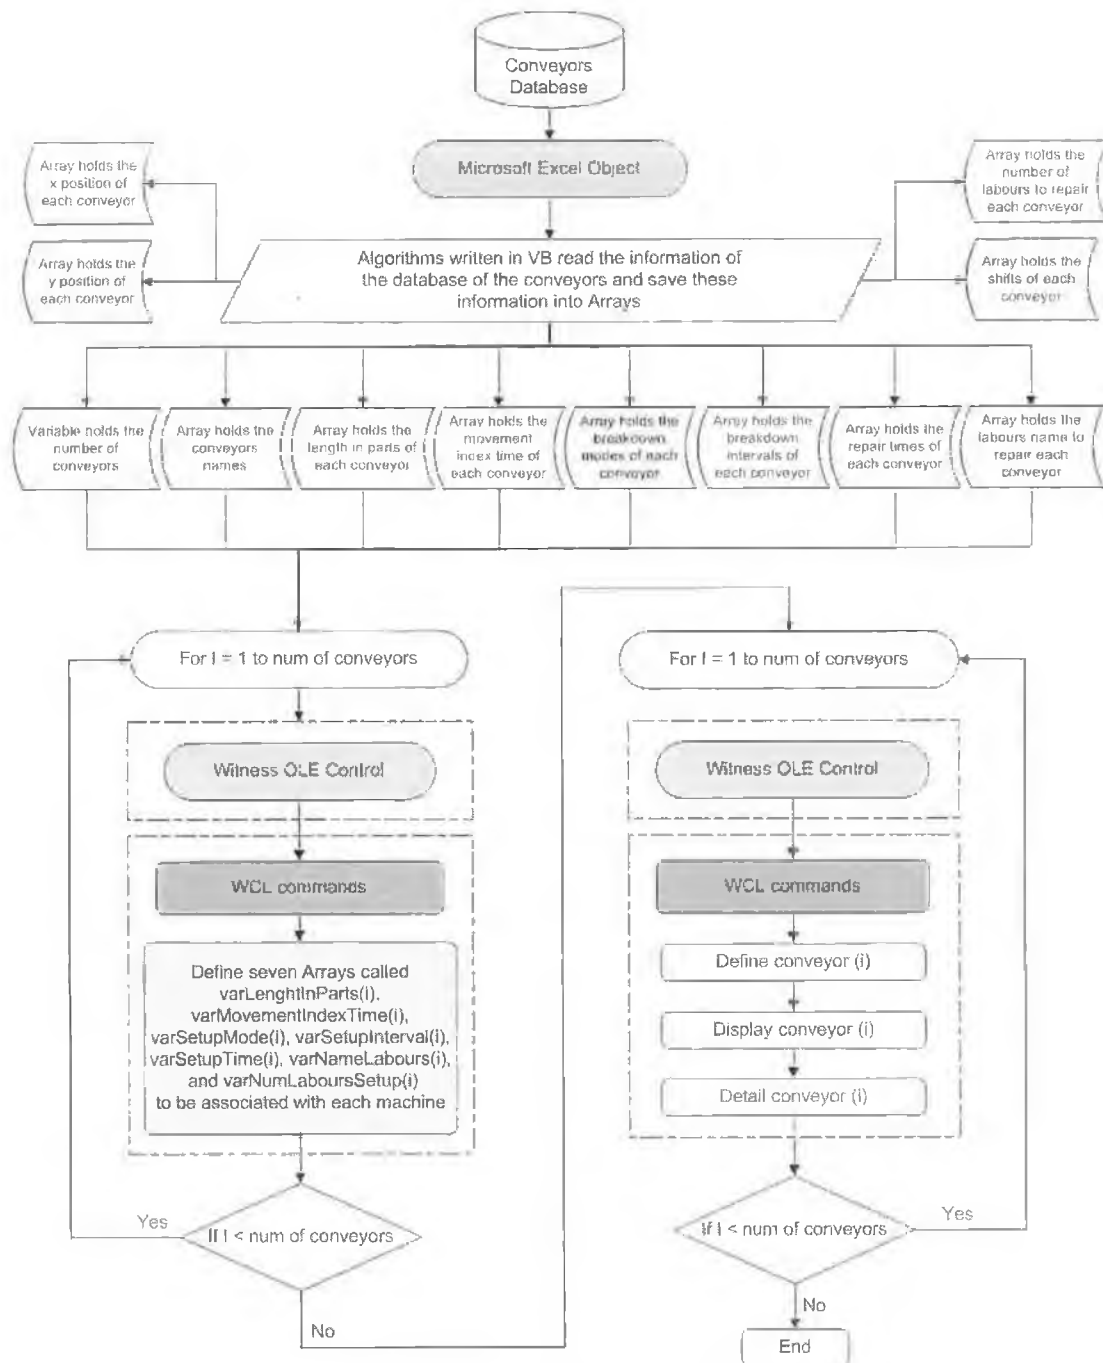 Conveyors
Database
Microsoft Excel Object
Array holds the
x position of
each conveyor
Array holds the
number of
labours to repair
each conveyor
Array holds the
y position of
each conveyor
Algorithms written in VB read the information of
the database of the conveyors and save these
information into Arrays
Array holds the
shifts of each
conveyor
Variable holds the
number of
conveyors
Array holds the
conveyors
names
Array holds the
length in parts of
each conveyor
Array holds the
movement
index time of
each conveyor
Array holds the
breakdown
modes of each
conveyor
Array holds the
breakdown
intervals of
each conveyor
Array holds the
repair times of
each conveyor
Array holds the
labours name to
repair each
conveyor
For I = 1 to num of conveyors
Witness OLE Control
WCL commands
Define seven Arrays called
varLenghtInParts(i),
varMovementIndexTime(i),
varSetupMode(i), varSetupInterval(i),
varSetupTime(i), varNameLabours(i),
and varNumLaboursSetup(i)
to be associated with each machine
Yes
If I < num of conveyors
No
For I = 1 to num of conveyors
Witness OLE Control
WCL commands
Define conveyor (i)
Display conveyor (i)
Detail conveyor (i)
If I < num of conveyors
Yes
No
End